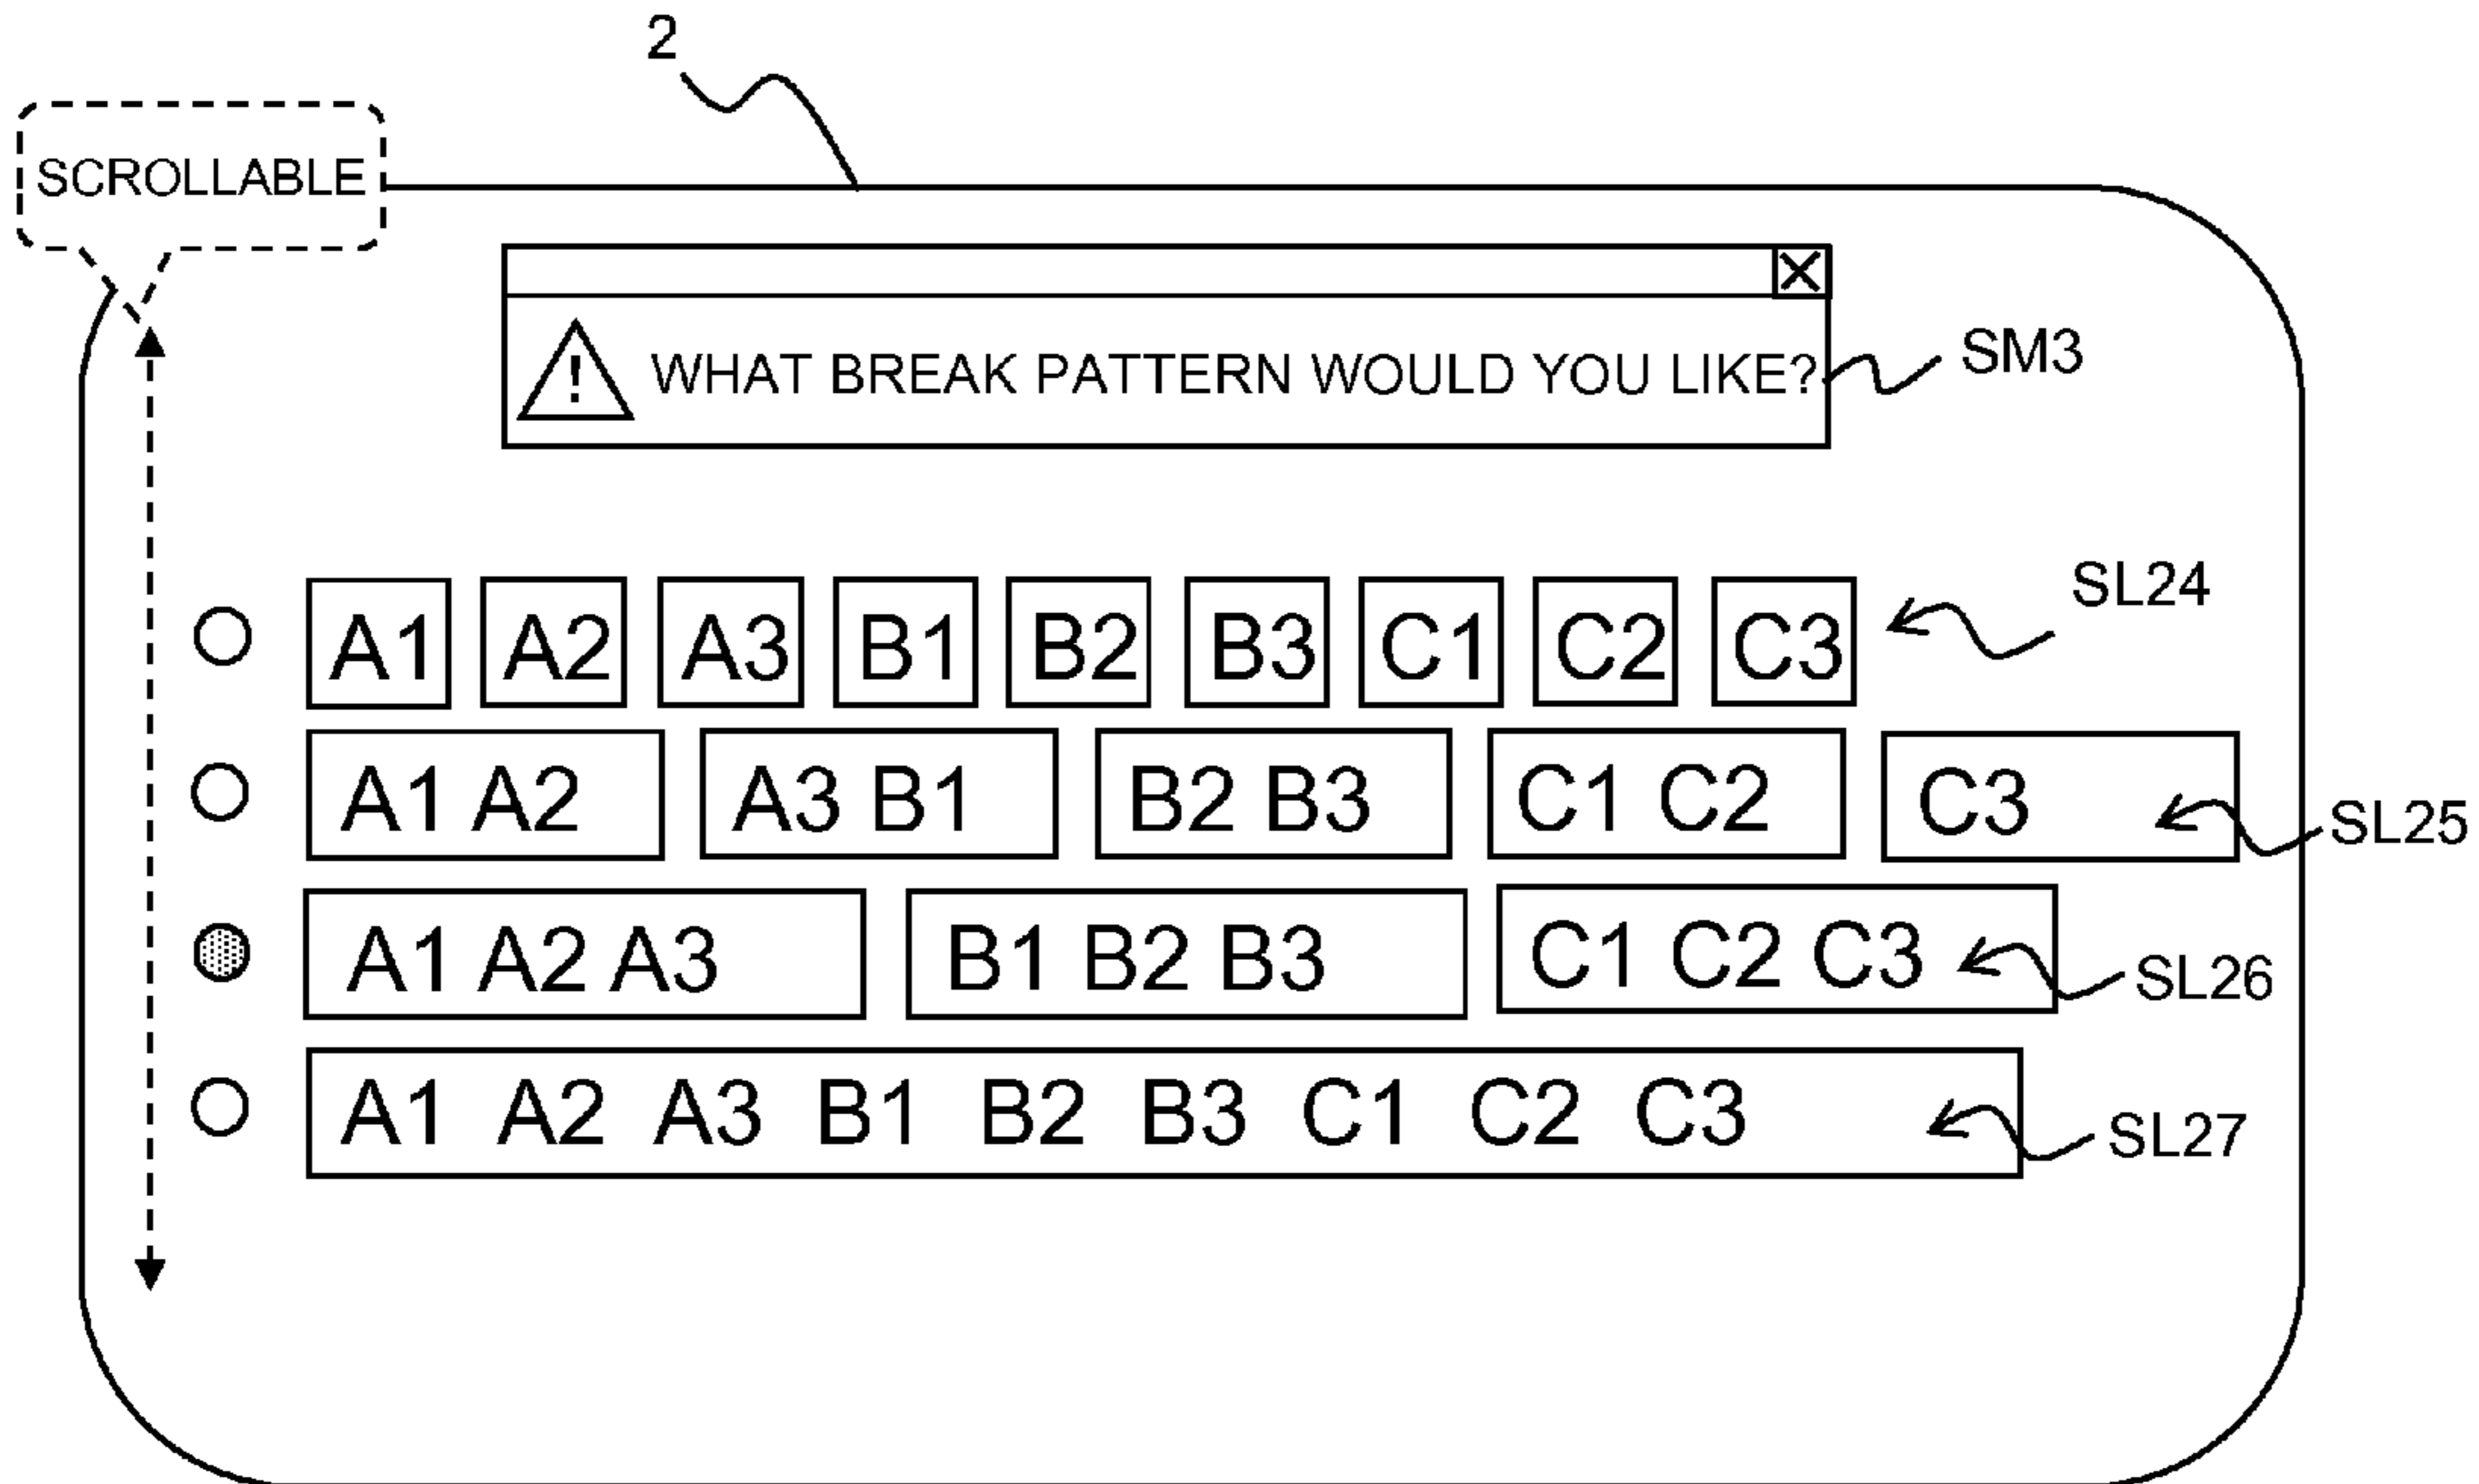 2
SCROLLABLE
! WHAT BREAK PATTERN WOULD YOU LIKE?
SM3
A1 A2 A3 B1 B2 B3 C1 C2 C3
SL24
A1 A2 A3 B1 B2 B3 C1 C2 C3
SL25
A1 A2 A3 B1 B2 B3 C1 C2 C3
SL26
A1 A2 A3 B1 B2 B3 C1 C2 C3
SL27